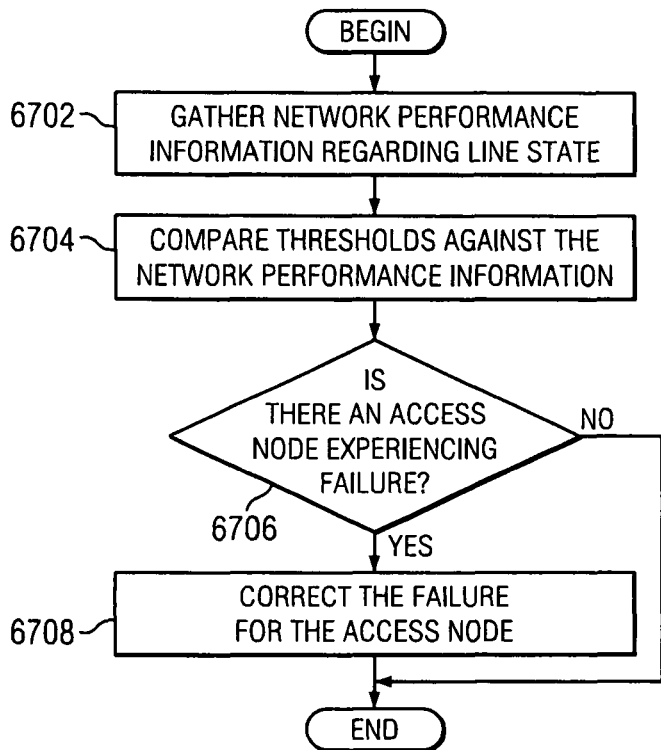 BEGIN
6702
GATHER NETWORK PERFORMANCE
INFORMATION REGARDING LINE STATE
6704
COMPARE THRESHOLDS AGAINST THE
NETWORK PERFORMANCE INFORMATION
IS
THERE AN ACCESS
NODE EXPERIENCING
FAILURE?
NO
6706
YES
6708
CORRECT THE FAILURE
FOR THE ACCESS NODE
END